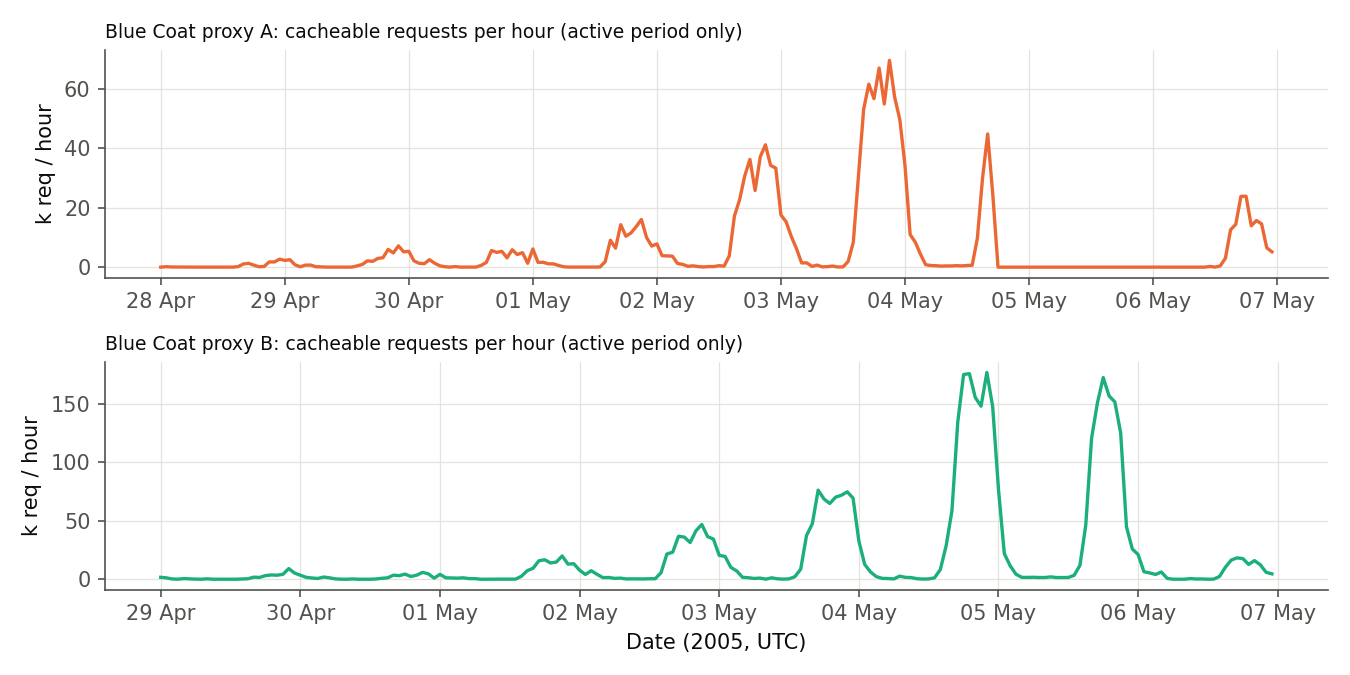 Blue Coat proxy A: cacheable requests per hour (active period only)
k req / hour
60
40
20
0
28 Apr 29 Apr 30 Apr 01 May 02 May 03 May 04 May 05 May 06 May 07 May
Blue Coat proxy B: cacheable requests per hour (active period only)
k req / hour
150
100
50
0
29 Apr 30 Apr 01 May 02 May 03 May 04 May 05 May 06 May 07 May
Date (2005, UTC)